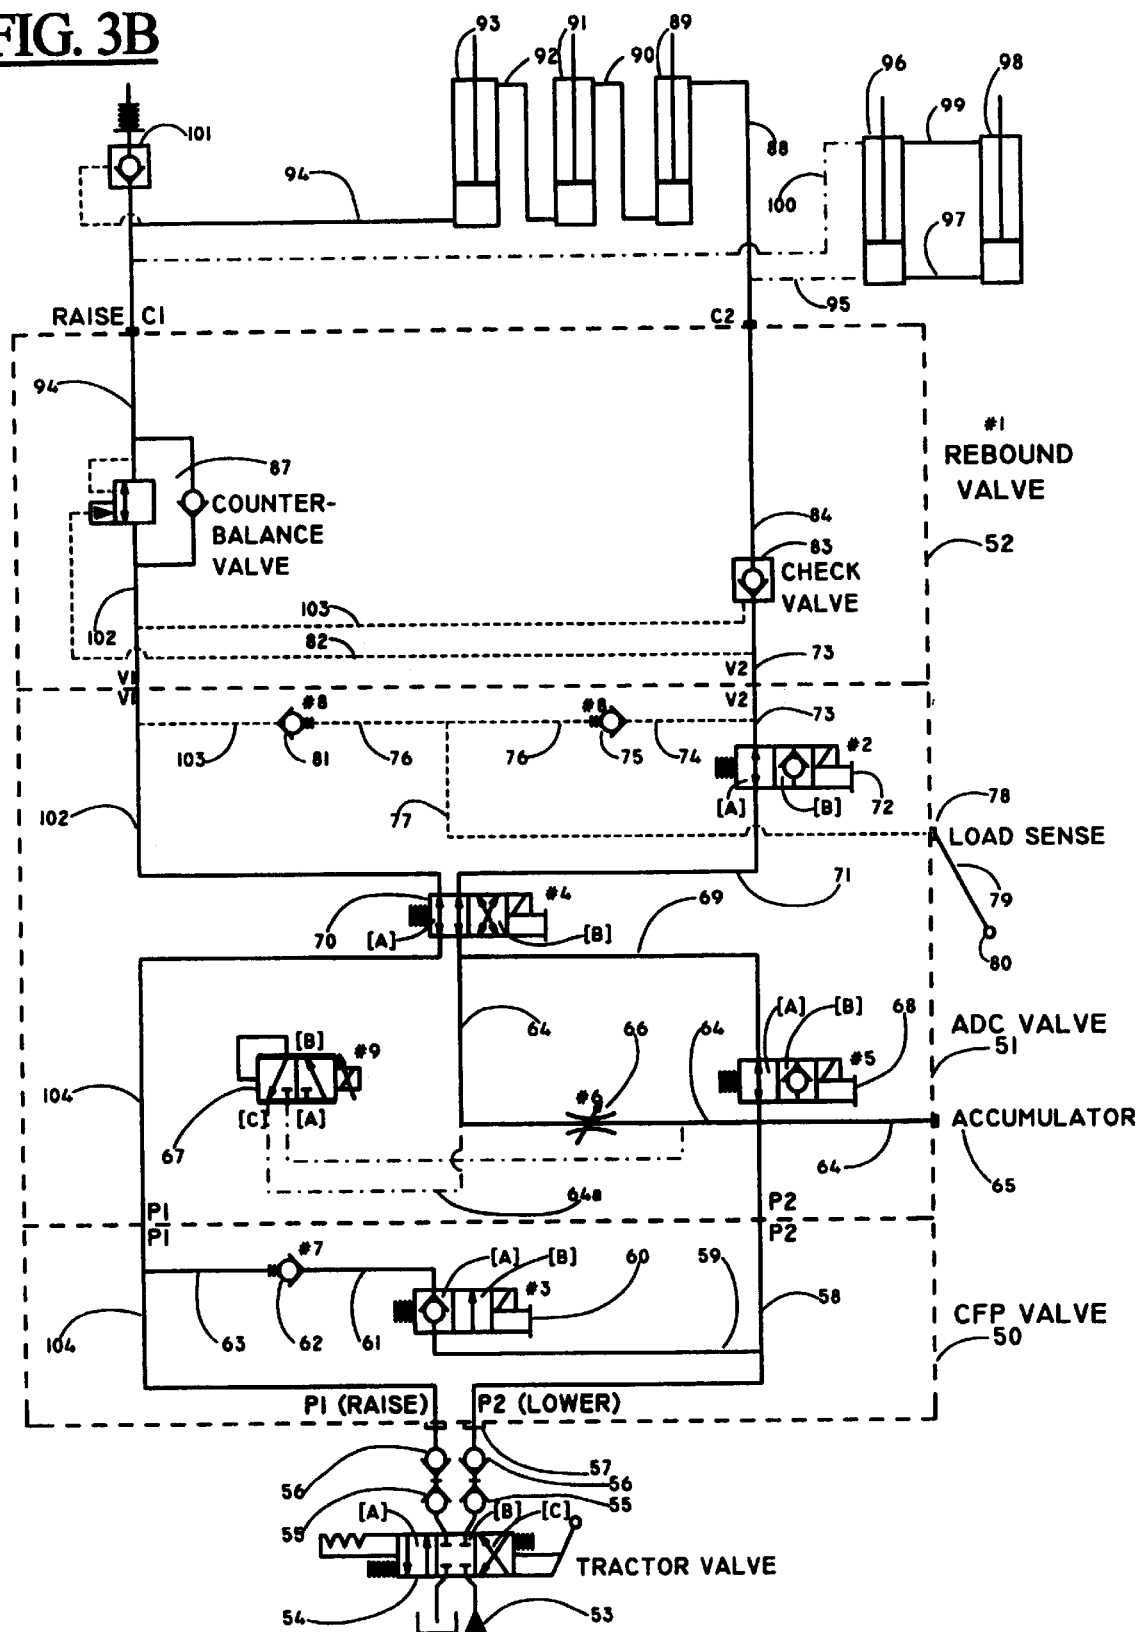 FIG. 3B
93
91
89
92
90
96
98
99
101
88
94
100
97
95
RAISE C1
C2
94
#1
REBOUND
VALVE
87
COUNTER-
BALANCE
VALVE
84
83
CHECK
VALVE
52
103
102
82
73
V1
V2
V1
V2
#8
#8
73
103
81
76
76
75
74
#2
72
[A]
[B]
78
102
77
LOAD SENSE
71
79
#4
69
70
[A]
[B]
80
[A]
[B]
68
64
66
64
ADC VALVE
51
[B]
#9
#5
104
#6
[C]
[A]
ACCUMULATOR
67
64
64a
65
P1
P2
P1
P2
#7
[A]
[B]
59
60
#3
58
CFP VALVE
50
104
63
62
61
P1 (RAISE)
P2 (LOWER)
57
56
56
55
55
[A]
[B]
[C]
TRACTOR VALVE
54
53